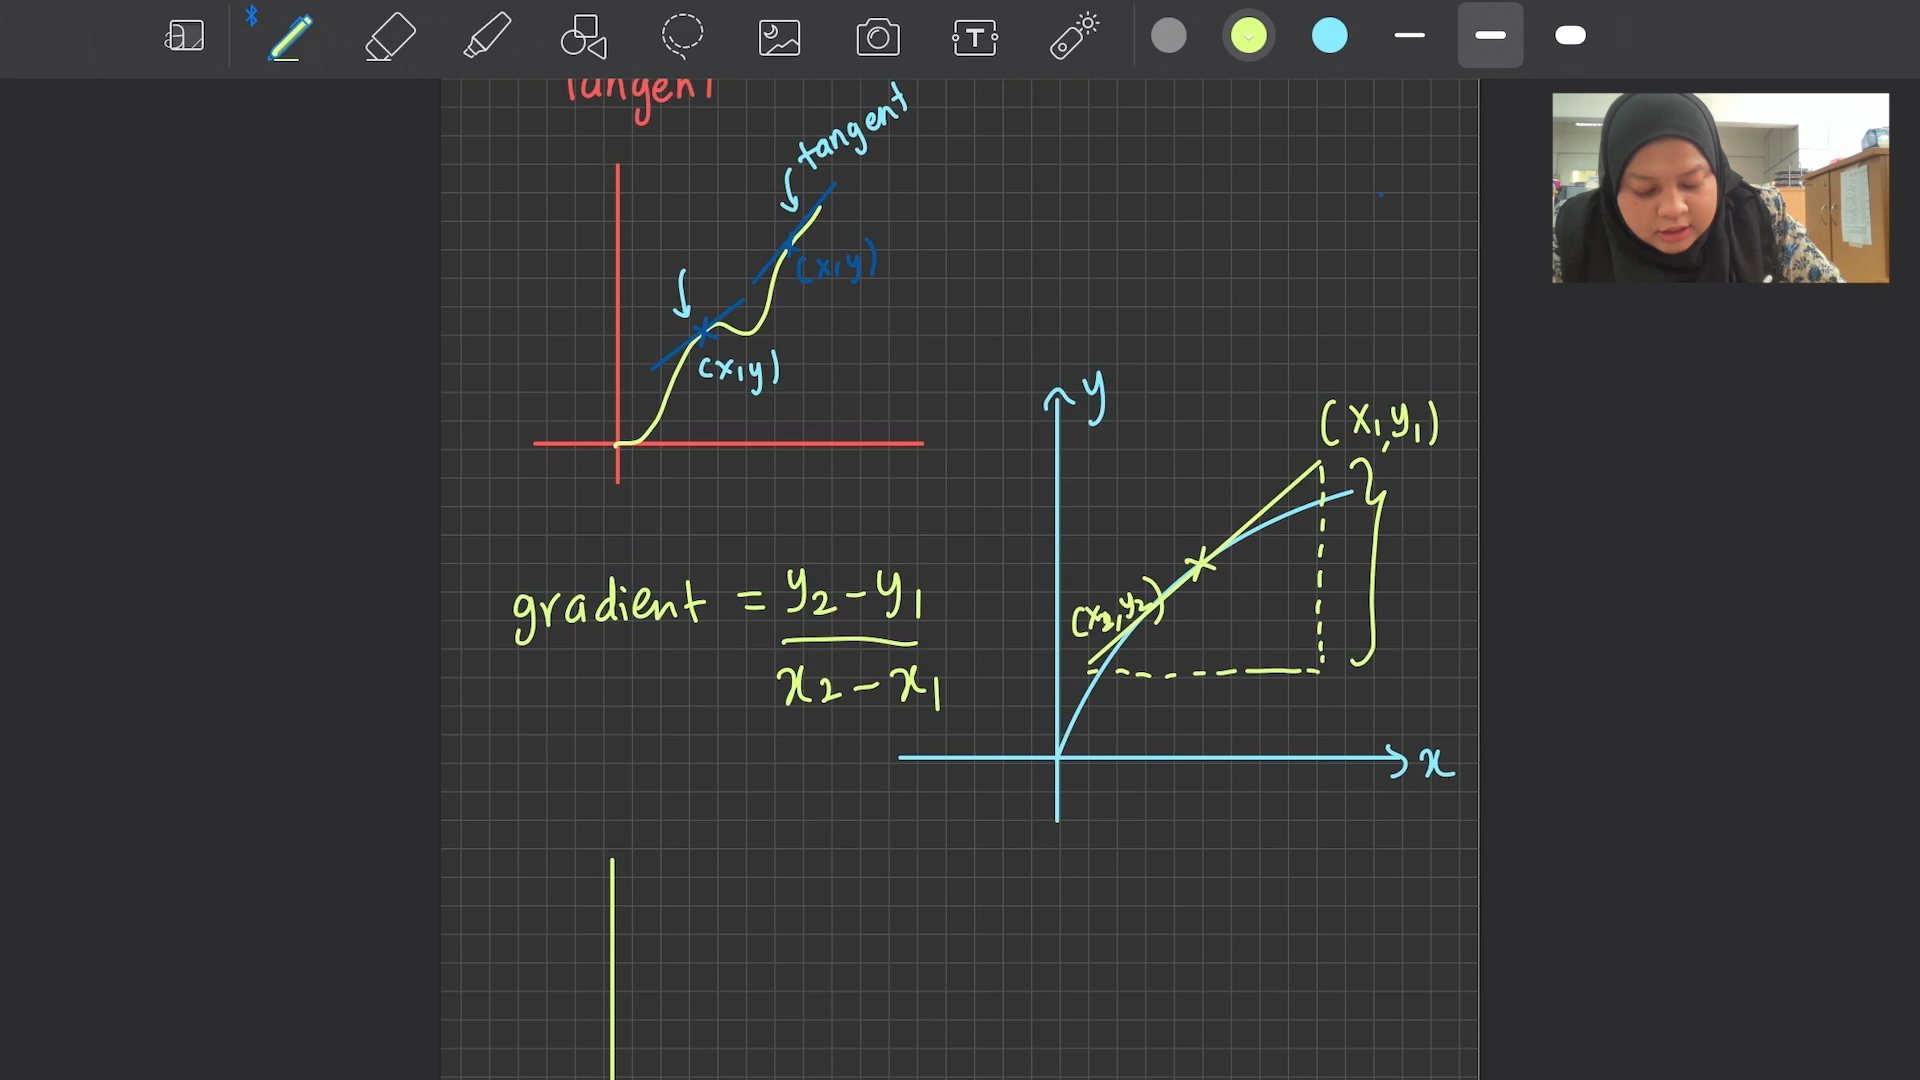 Tangent
tangent
(x,y)
(x,y)
y
(x₁,y₁)
gradient = y₂ - y₁
x₂ - x₁
(x₂,y₂)
x
T